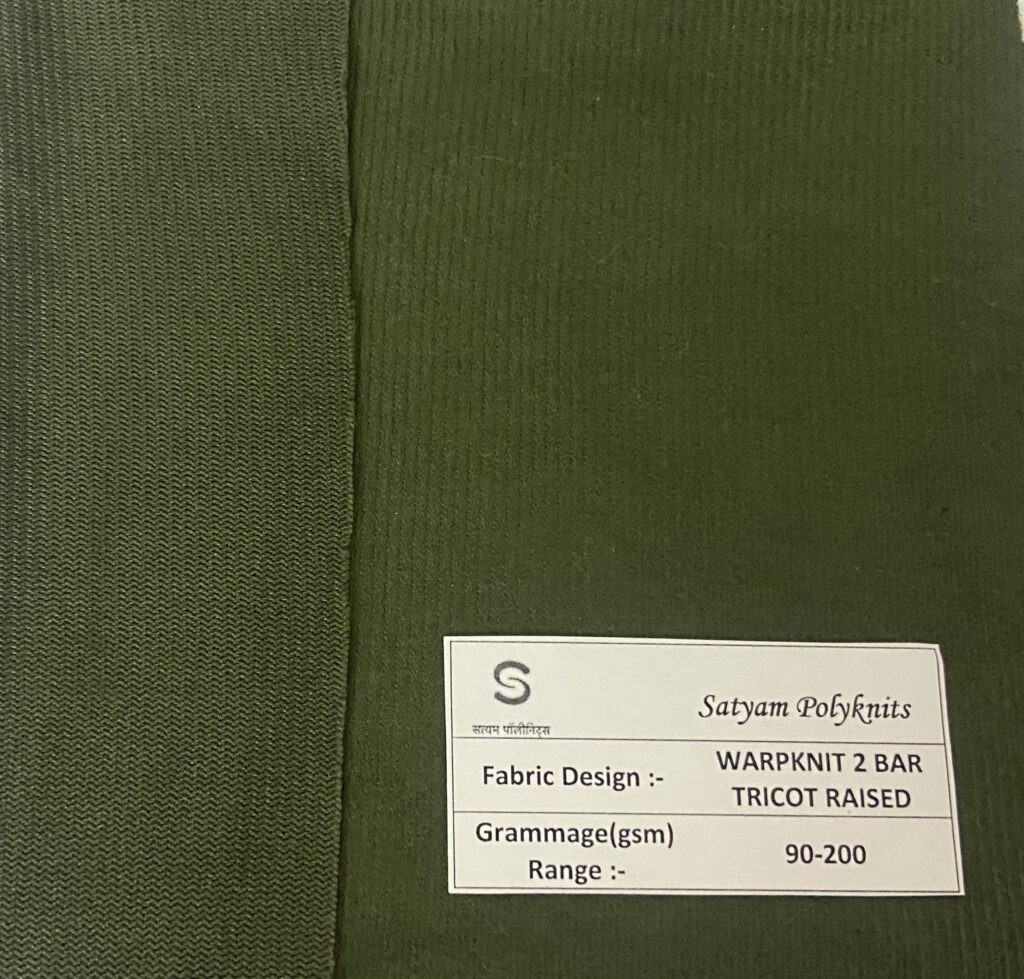 सत्यम पॉलीनिट्स
Satyam Polyknits
Fabric Design :-
WARPKNIT 2 BAR
TRICOT RAISED
Grammage(gsm)
Range :-
90-200